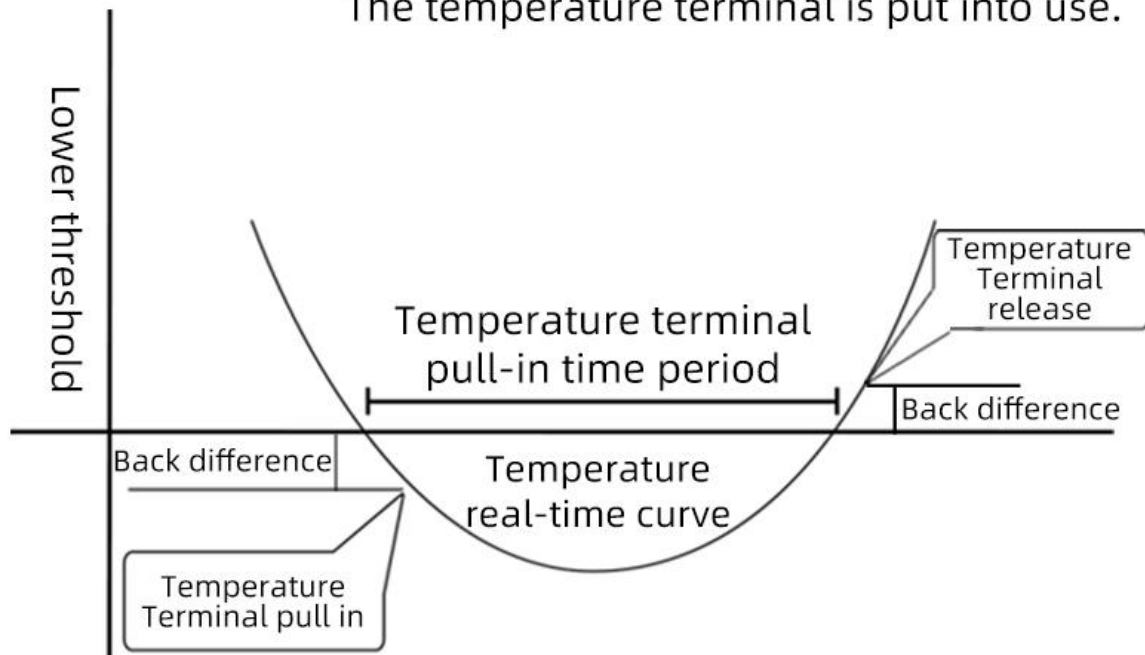 The temperature terminal is put into use.
Lower threshold
Temperature
Terminal
release
Temperature terminal
pull-in time period
Back difference
Back difference
Temperature
real-time curve
Temperature
Terminal pull in